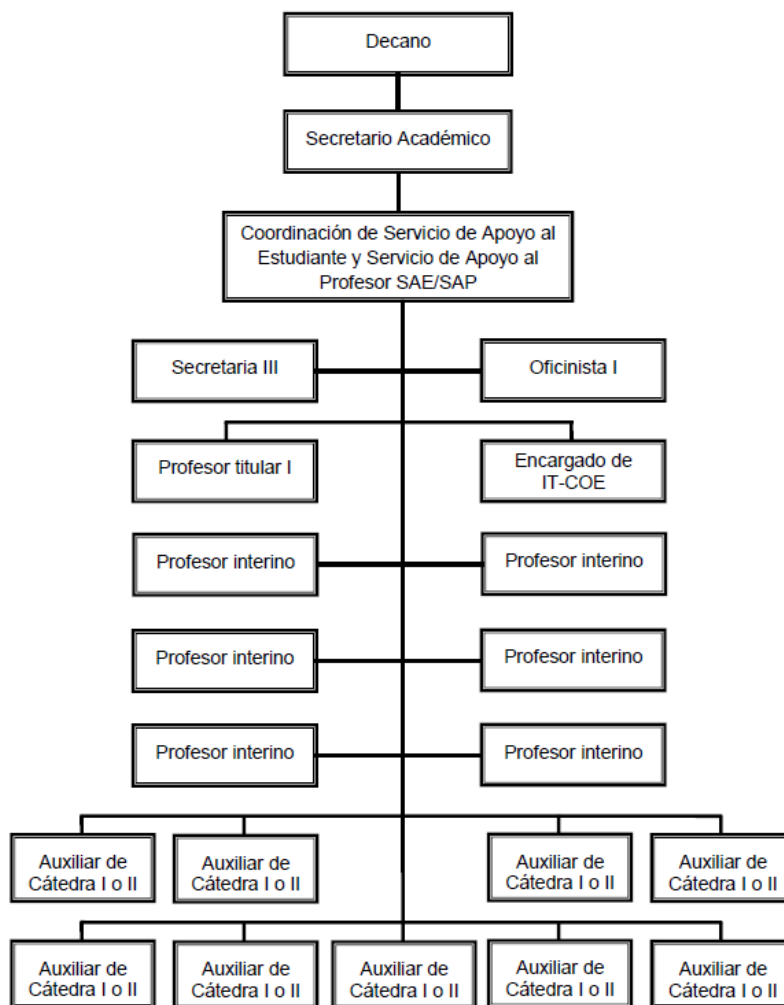 Decano
Secretario Académico
Coordinación de Servicio de Apoyo al
Estudiante y Servicio de Apoyo al
Profesor SAE/SAP
Secretaria III
Oficinista I
Profesor titular I
Encargado de
IT-COE
Profesor interino
Profesor interino
Profesor interino
Profesor interino
Profesor interino
Profesor interino
Auxiliar de
Cátedra I o II
Auxiliar de
Cátedra I o II
Auxiliar de
Cátedra I o II
Auxiliar de
Cátedra I o II
Auxiliar de
Cátedra I o II
Auxiliar de
Cátedra I o II
Auxiliar de
Cátedra I o II
Auxiliar de
Cátedra I o II
Auxiliar de
Cátedra I o II